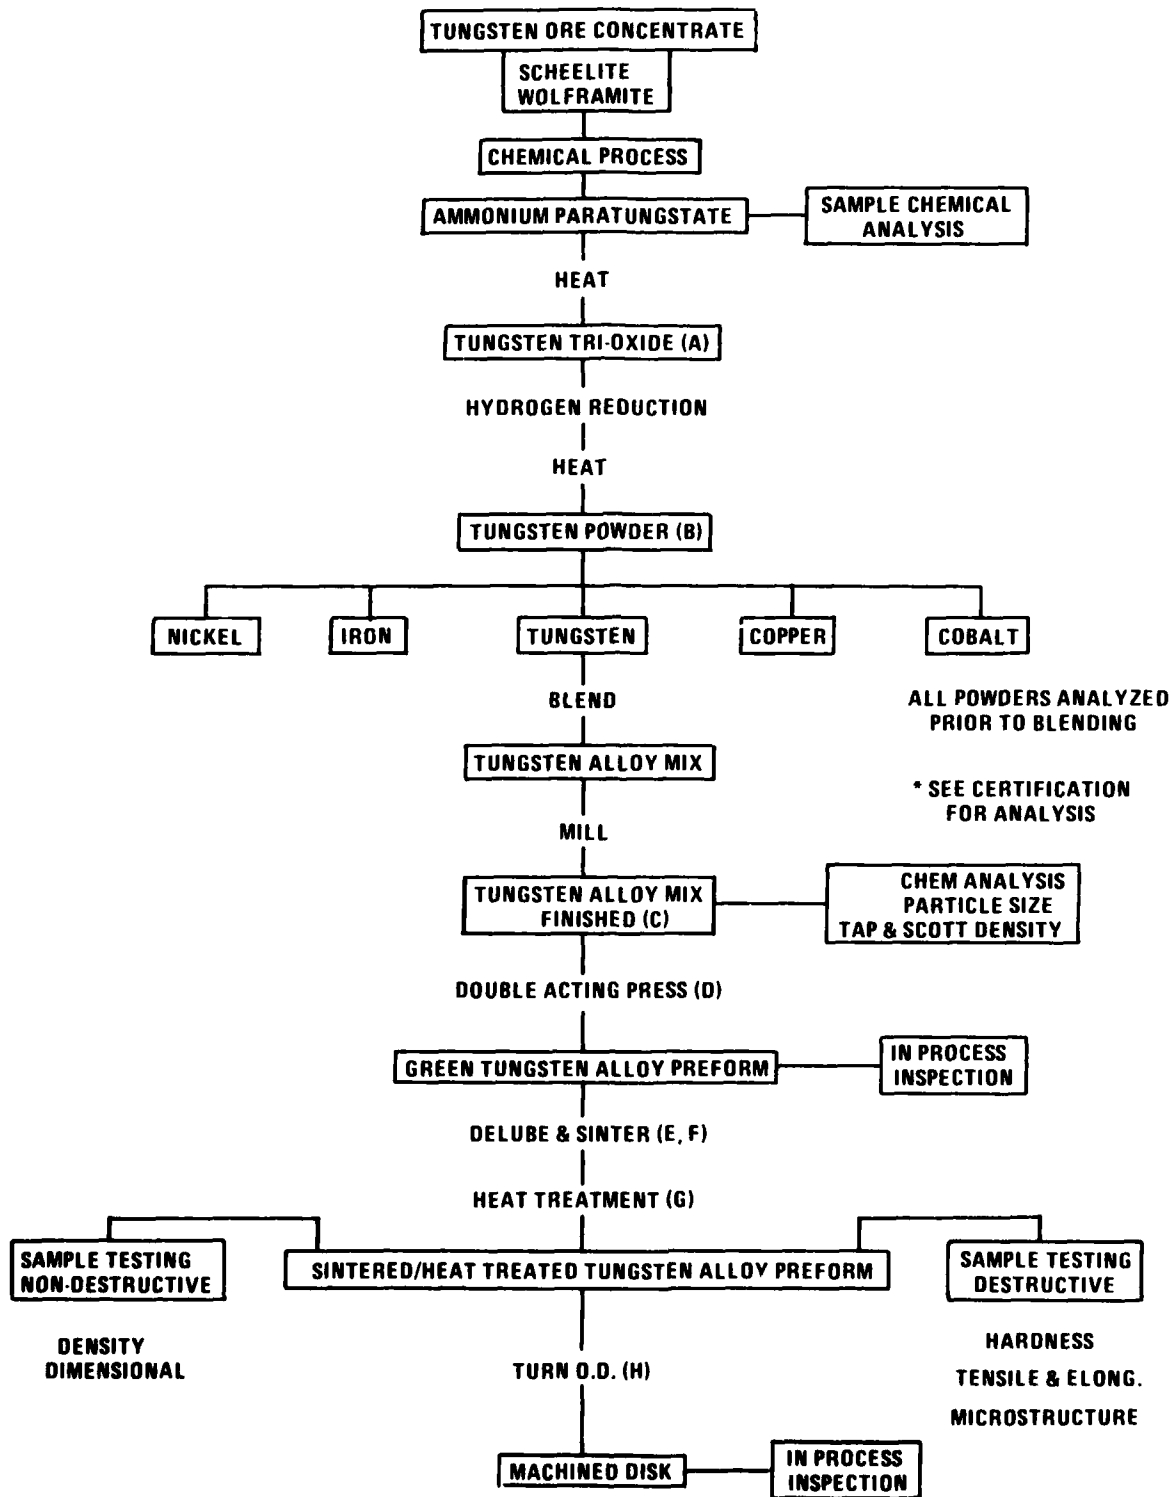 TUNGSTEN ORE CONCENTRATE
SCHEELITE
WOLFRAMITE
CHEMICAL PROCESS
AMMONIUM PARATUNGSTATE
SAMPLE CHEMICAL
ANALYSIS
HEAT
TUNGSTEN TRI-OXIDE (A)
HYDROGEN REDUCTION
HEAT
TUNGSTEN POWDER (B)
NICKEL
IRON
TUNGSTEN
COPPER
COBALT
BLEND
ALL POWDERS ANALYZED
PRIOR TO BLENDING
TUNGSTEN ALLOY MIX
* SEE CERTIFICATION
FOR ANALYSIS
MILL
TUNGSTEN ALLOY MIX
FINISHED (C)
CHEM ANALYSIS
PARTICLE SIZE
TAP & SCOTT DENSITY
DOUBLE ACTING PRESS (D)
GREEN TUNGSTEN ALLOY PREFORM
IN PROCESS
INSPECTION
DELUBE & SINTER (E, F)
HEAT TREATMENT (G)
SAMPLE TESTING
NON-DESTRUCTIVE
SINTERED/HEAT TREATED TUNGSTEN ALLOY PREFORM
SAMPLE TESTING
DESTRUCTIVE
DENSITY
DIMENSIONAL
TURN O.D. (H)
HARDNESS
TENSILE & ELONG.
MICROSTRUCTURE
MACHINED DISK
IN PROCESS
INSPECTION